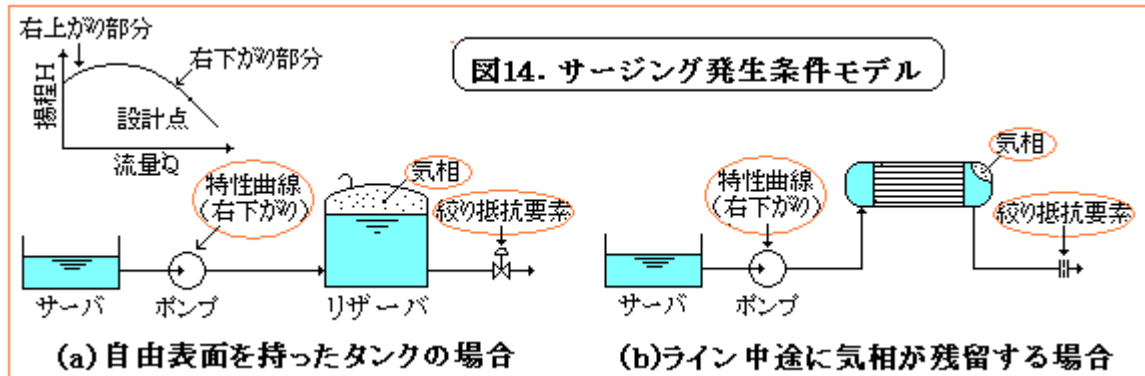 図14. サージング発生条件モデル
右上がり部分
右下がり部分
揚程H
設計点
流量Q
特性曲線
(右下がり)
気相
絞り抵抗要素
サーバ
ポンプ
リザーバ
(a)自由表面を持ったタンクの場合
特性曲線
(右下がり)
気相
絞り抵抗要素
サーバ
ポンプ
(b)ライン中途に気相が残留する場合